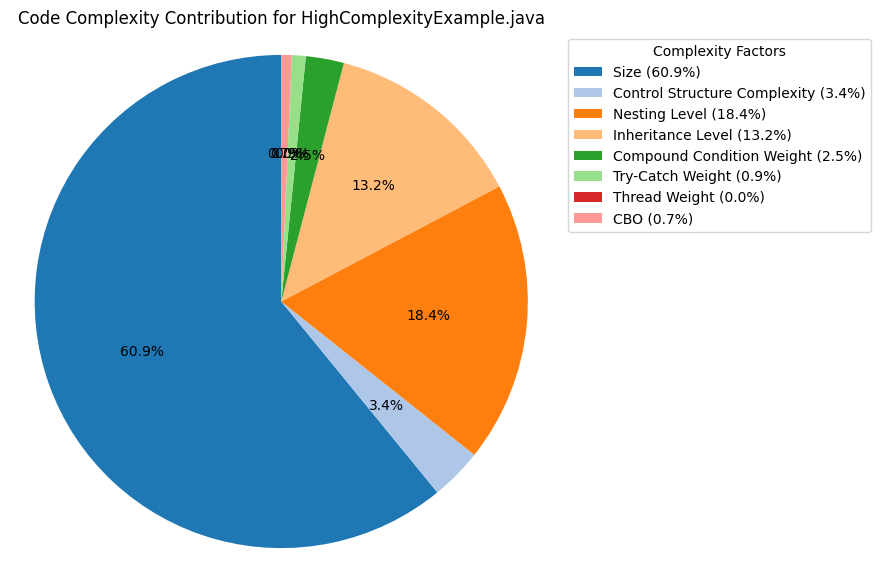 Code Complexity Contribution for HighComplexityExample.java
Complexity Factors
Size (60.9%)
Control Structure Complexity (3.4%)
Nesting Level (18.4%)
Inheritance Level (13.2%)
Compound Condition Weight (2.5%)
Try-Catch Weight (0.9%)
Thread Weight (0.0%)
CBO (0.7%)
2.5%
13.2%
18.4%
60.9%
3.4%